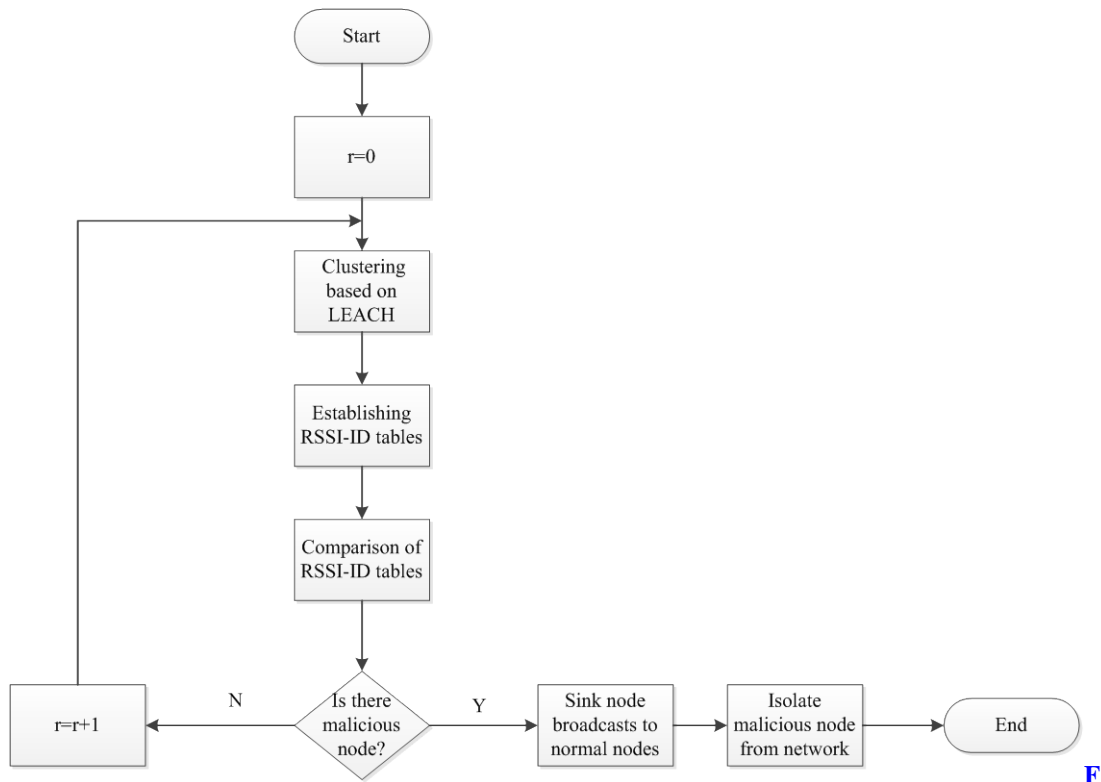 Start
r=0
Clustering
based on
LEACH
Establishing
RSSI-ID tables
Comparison of
RSSI-ID tables
r=r+1
N
Is there
malicious
node?
Y
Sink node
broadcasts to
normal nodes
Isolate
malicious node
from network
End
F